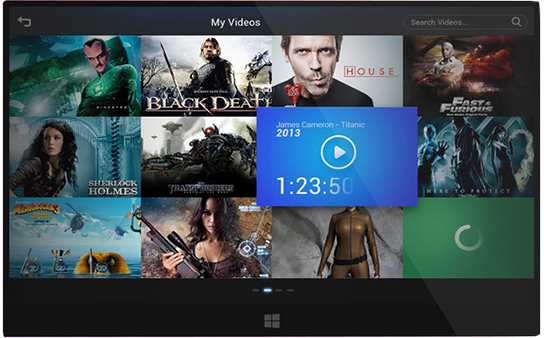 My Videos
Search Videos...
BLACK DEATH
HOUSE
FAST &
FURIOUS
James Cameron - Titanic
2013
1:23:50
SHERLOCK
HOLMES
TRANSFORMERS
HERE TO PROTECT